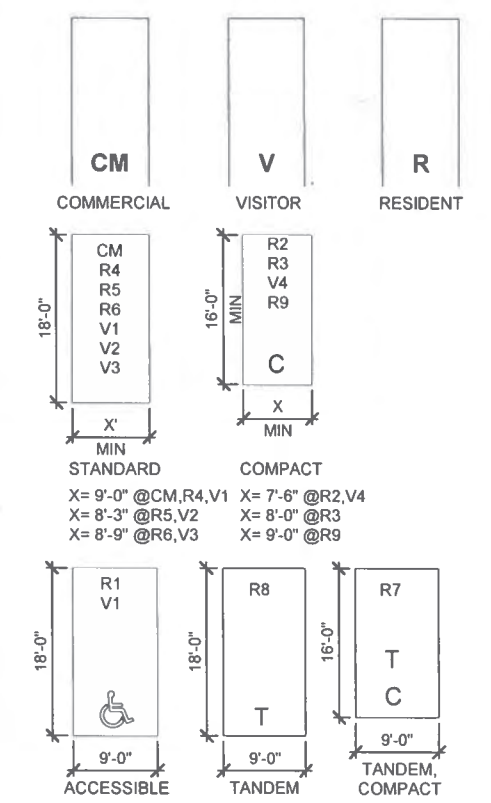 CM
COMMERCIAL
V
VISITOR
R
RESIDENT
18'-0"
CM
R4
R5
R6
V1
V2
V3
X'
MIN
STANDARD
X= 9'-0" @CM,R4,V1
X= 8'-3" @R5,V2
X= 8'-9" @R6,V3
16'-0"
MIN
R2
R3
V4
R9
C
X
MIN
COMPACT
X= 7'-6" @R2,V4
X= 8'-0" @R3
X= 9'-0" @R9
18'-0"
R1
V1
9'-0"
ACCESSIBLE
18'-0"
R8
T
9'-0"
TANDEM
16'-0"
R7
T
C
9'-0"
TANDEM,
COMPACT